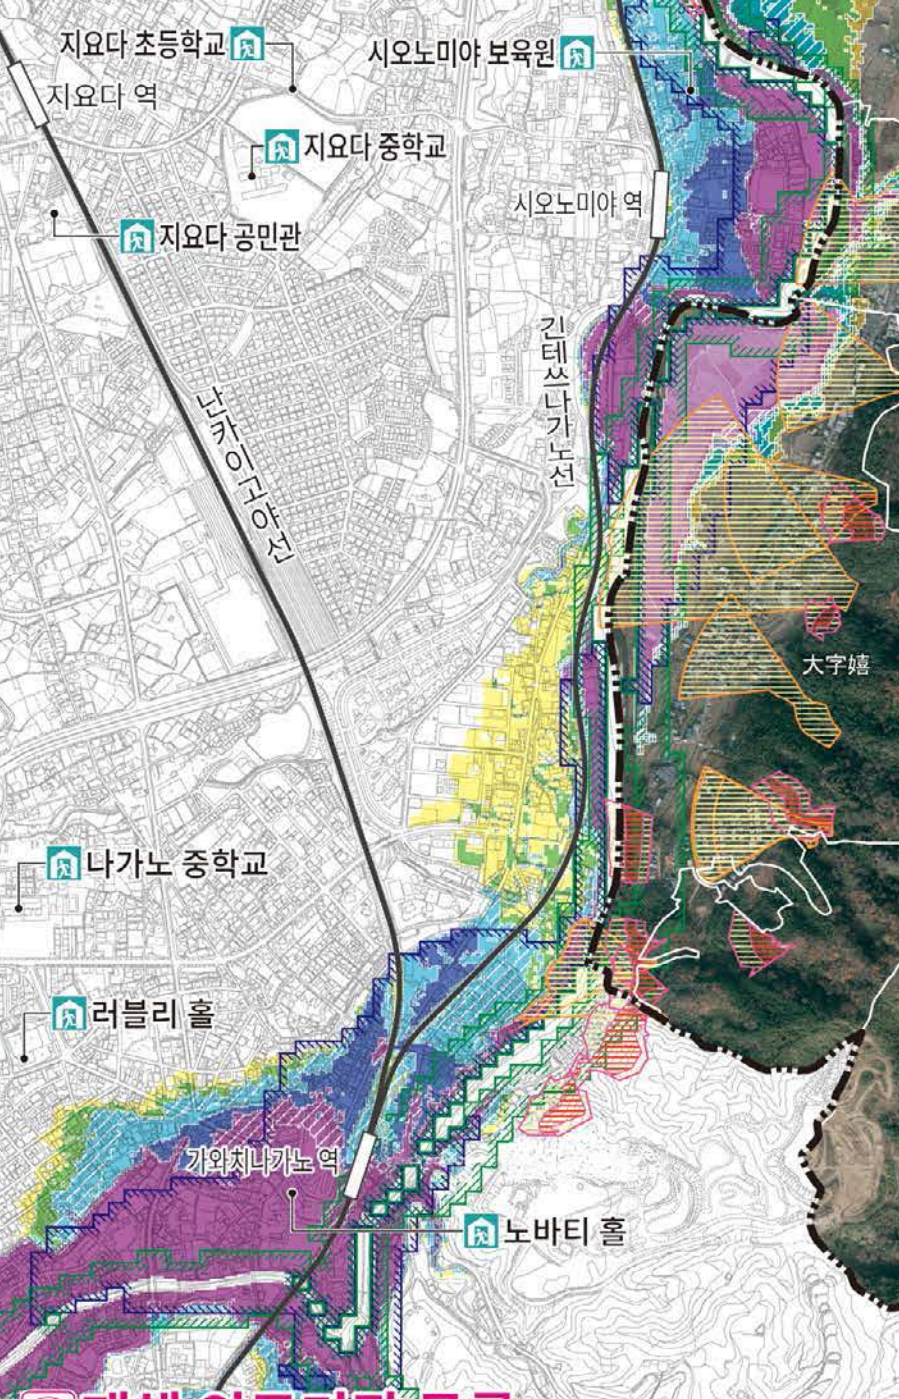 지요다 초등학교
시오노미야 보육원
지요다 역
지요다 중학교
시오노미야 역
지요다 공민관
긴테쓰나가노선
난카이고야선
大字嬉
나가노 중학교
러블리 홀
가와치나가노 역
노바티 홀